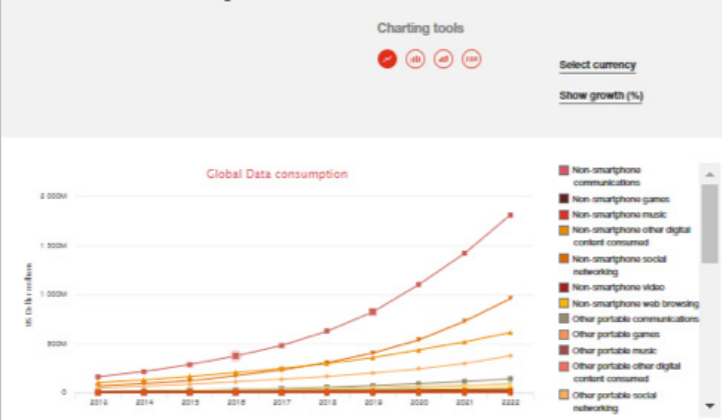 Charting tools
Select currency
Show growth (%)
Global Data consumption
2 000M
1 500M
1 000M
500M
0
2013 2014 2015 2016 2017 2018 2019 2020 2021 2022
Non-smartphone
communications
Non-smartphone games
Non-smartphone music
Non-smartphone other digital
content consumed
Non-smartphone social
networking
Non-smartphone video
Non-smartphone web browsing
Other portable communications
Other portable games
Other portable music
Other portable other digital
content consumed
Other portable social
networking